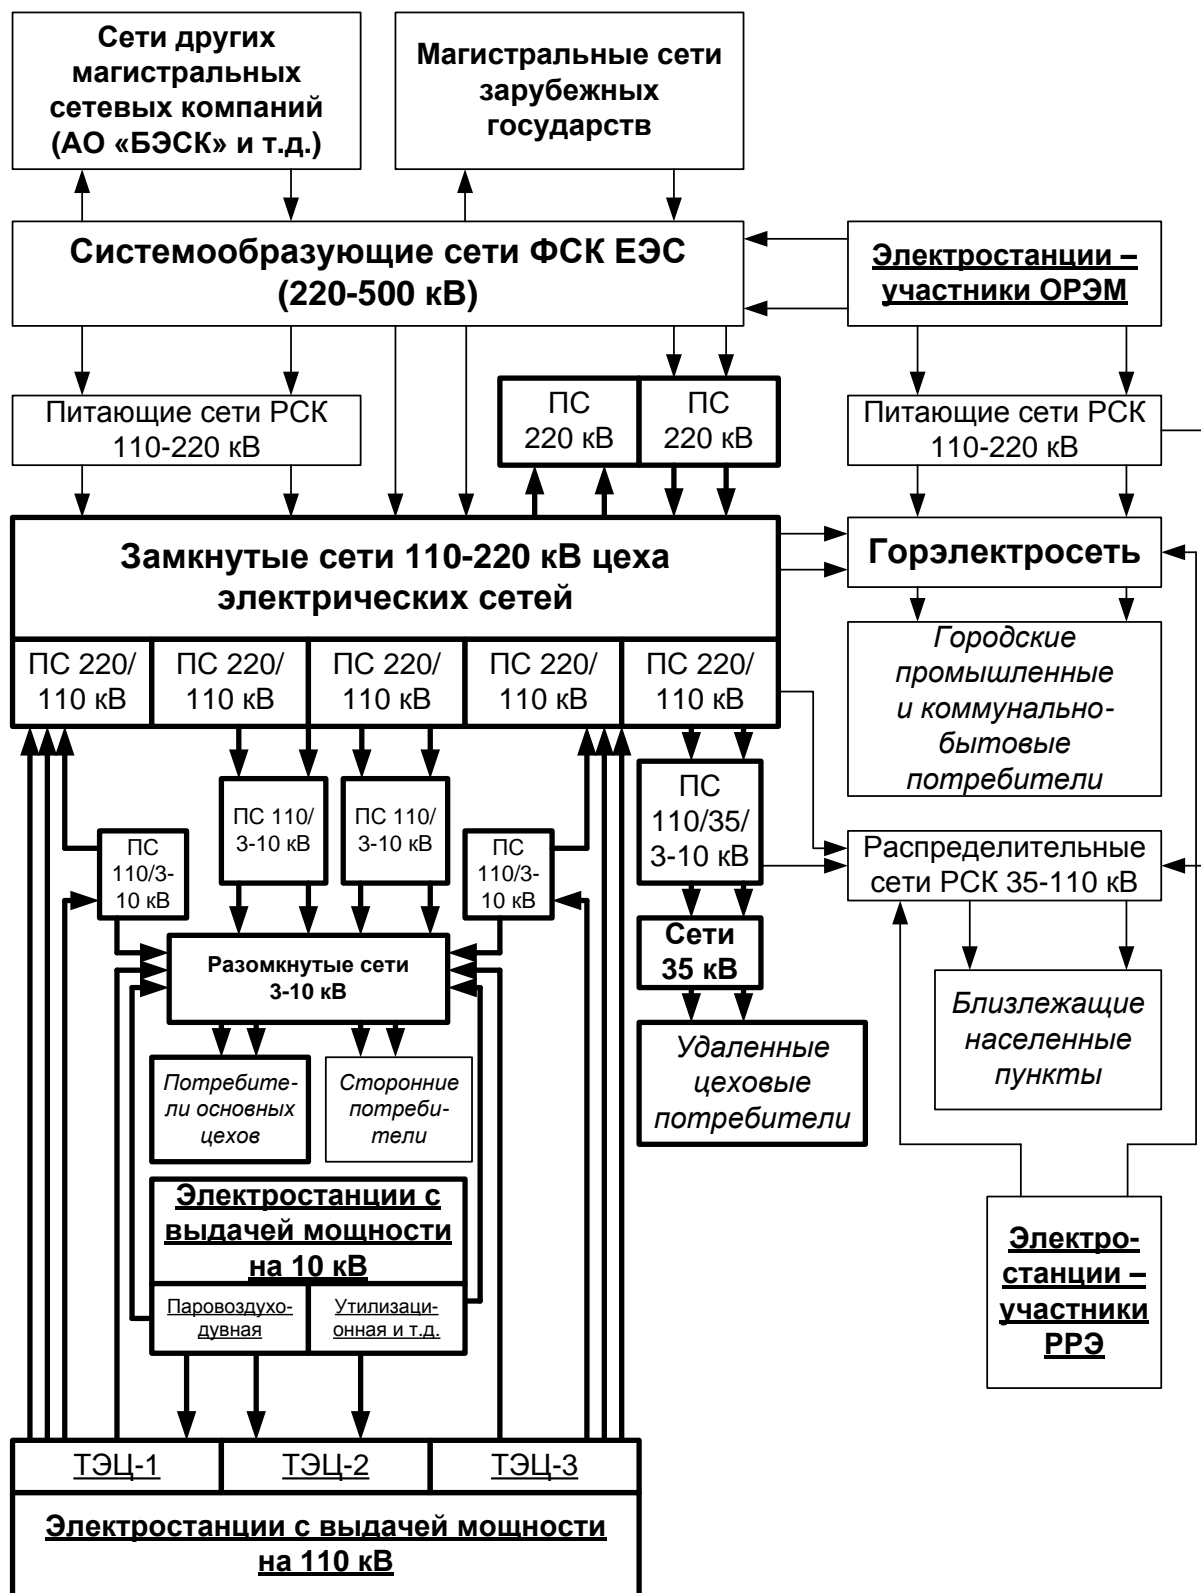 Сети других
магистральных
сетевых компаний
(АО «БЭСК» и т.д.)
Магистральные сети
зарубежных
государств
Системообразующие сети ФСК ЕЭС
(220-500 кВ)
Электростанции –
участники ОРЭМ
Питающие сети РСК
110-220 кВ
ПС
220 кВ
ПС
220 кВ
Питающие сети РСК
110-220 кВ
Замкнутые сети 110-220 кВ цеха
электрических сетей
Горэлектросеть
ПС 220/
110 кВ
ПС 220/
110 кВ
ПС 220/
110 кВ
ПС 220/
110 кВ
ПС 220/
110 кВ
Городские
промышленные
и коммунально-
бытовые
потребители
ПС 110/
3-10 кВ
ПС 110/
3-10 кВ
ПС
110/35/
3-10 кВ
ПС
110/3-
10 кВ
ПС
110/3-
10 кВ
Распределительные
сети РСК 35-110 кВ
Разомкнутые сети
3-10 кВ
Сети
35 кВ
Близлежащие
населенные
пункты
Потребите-
ли основных
цехов
Сторонние
потреби-
тели
Удаленные
цеховые
потребители
Электростанции с
выдачей мощности
на 10 кВ
Паровоздухо-
дувная
Утилизаци-
онная и т.д.
Электро-
станции –
участники
РРЭ
ТЭЦ-1
ТЭЦ-2
ТЭЦ-3
Электростанции с выдачей мощности
на 110 кВ